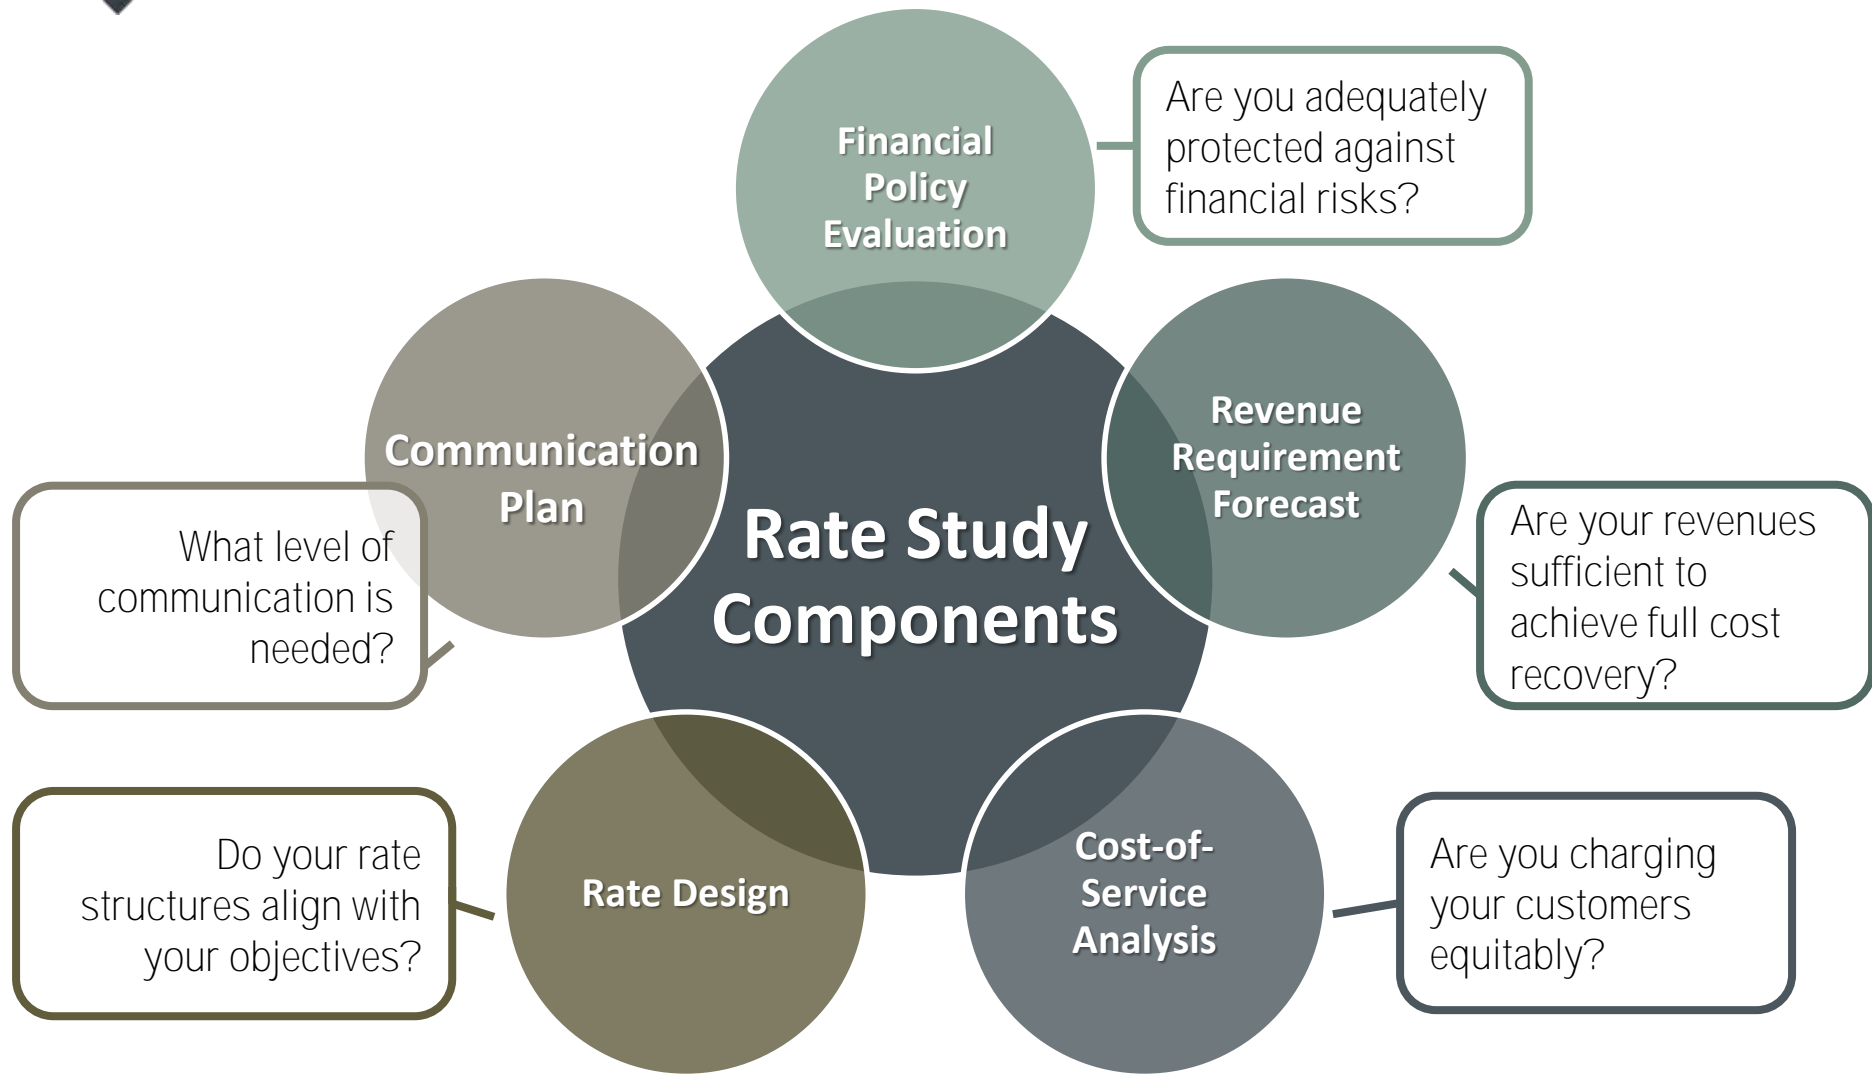 Financial
Policy
Evaluation
Are you adequately
protected against
financial risks?
Revenue
Requirement
Forecast
Are your revenues
sufficient to
achieve full cost
recovery?
Cost-of-
Service
Analysis
Are you charging
your customers
equitably?
Rate Design
Do your rate
structures align with
your objectives?
Communication
Plan
What level of
communication is
needed?
Rate Study
Components